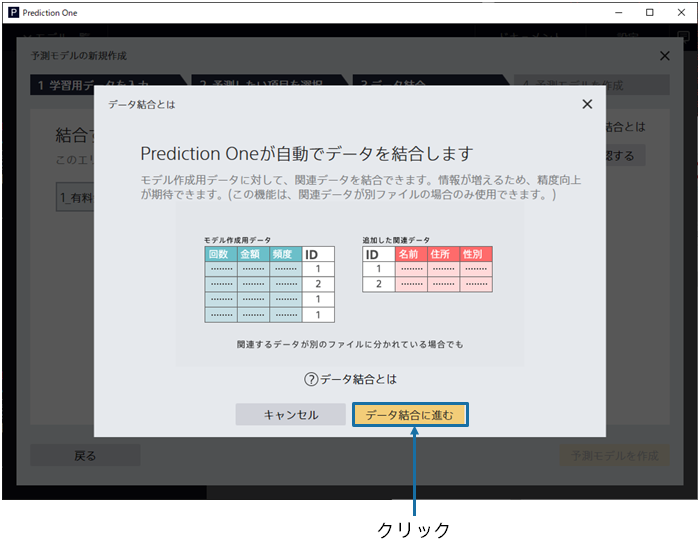 Prediction One
ドキュメント
設定
予測モデルの新規作成
1 学習用データを入力
2 予測したい項目を選択
3 データ結合
4 予測モデルを作成
データ結合とは
結合す
合とは
このエリ
認する
1_有料
Prediction Oneが自動でデータを結合します
モデル作成用データに対して、関連データを結合できます。情報が増えるため、精度向上
が期待できます。(この機能は、関連データが別ファイルの場合のみ使用できます。)
モデル作成用データ
回数 金額 頻度 ID
········ ········ ········ 1
········ ········ ········ 2
········ ········ ········ 1
········ ········ ········ 1
追加した関連データ
ID 名前 住所 性別
1 ········ ········ ········
2 ········ ········ ········
関連するデータが別のファイルに分かれている場合でも
?データ結合とは
キャンセル
データ結合に進む
戻る
予測モデルを作成
クリック